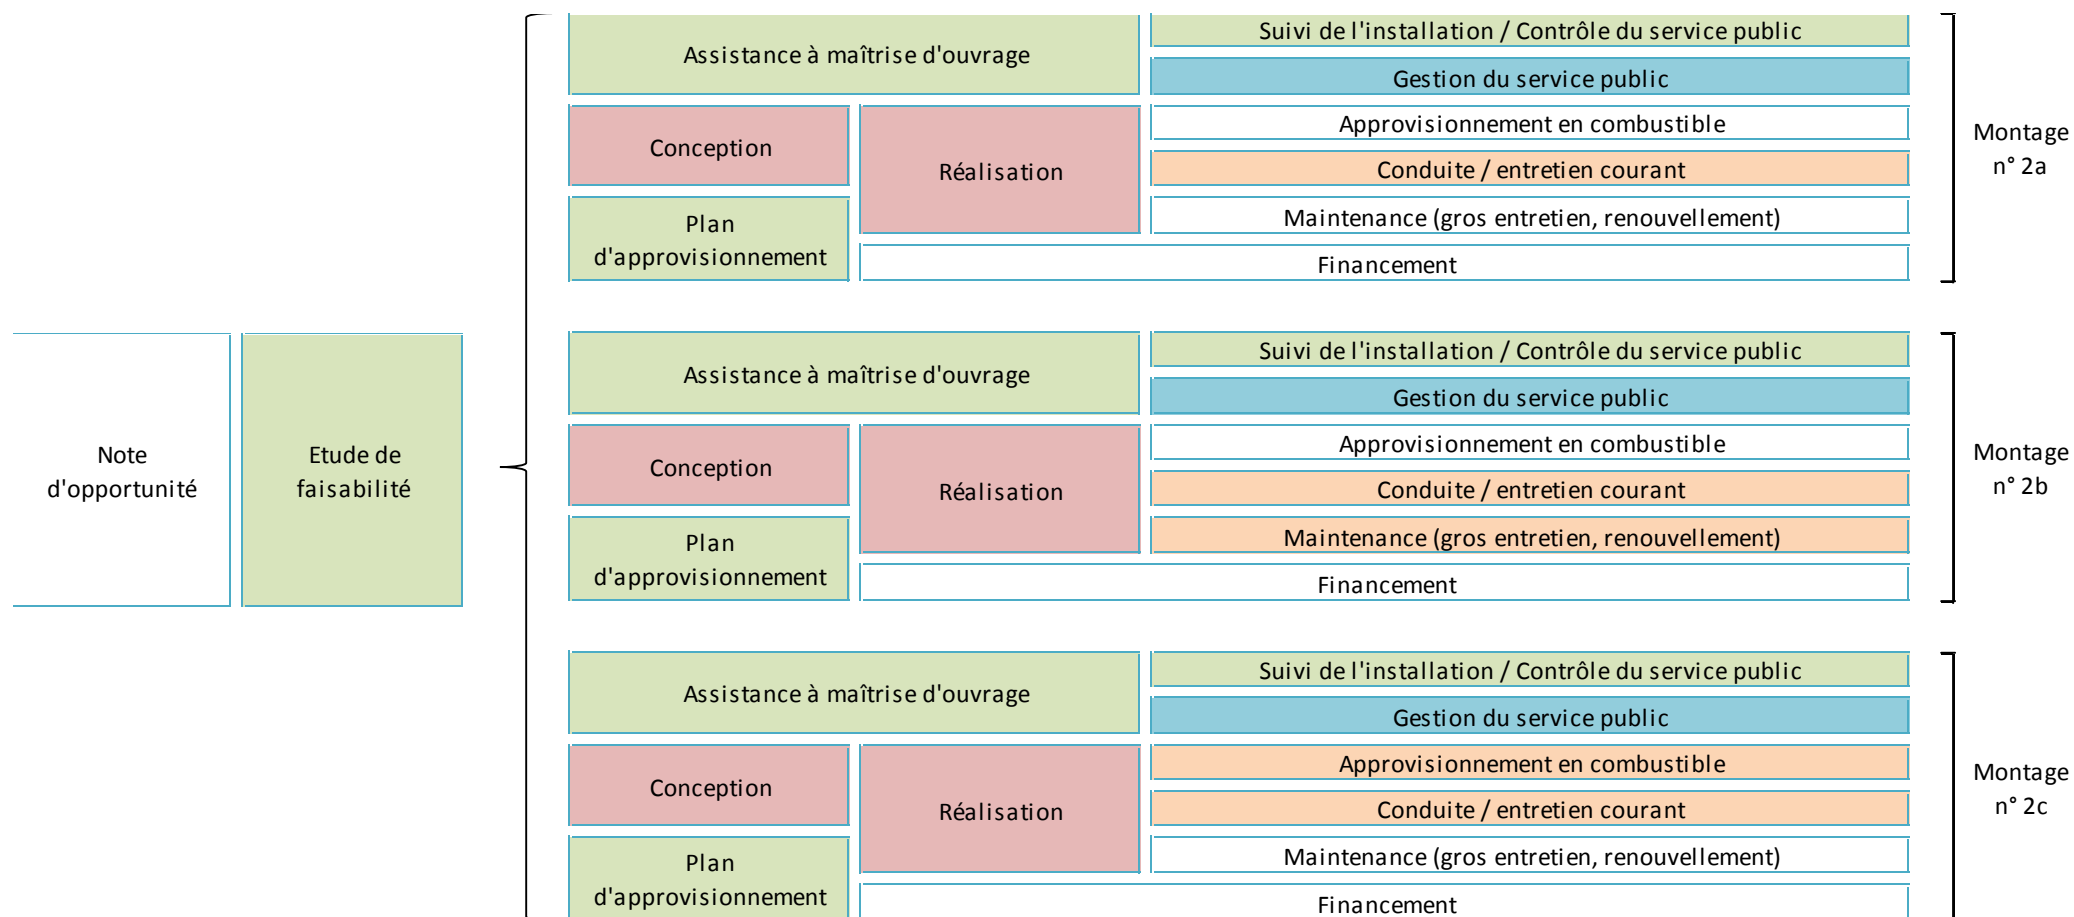 Note
d'opportunité
Etude de
faisabilité
Assistance à maîtrise d'ouvrage
Suivi de l'installation / Contrôle du service public
Gestion du service public
Conception
Réalisation
Approvisionnement en combustible
Conduite / entretien courant
Plan
d'approvisionnement
Maintenance (gros entretien, renouvellement)
Financement
Montage
n° 2a
Assistance à maîtrise d'ouvrage
Suivi de l'installation / Contrôle du service public
Gestion du service public
Conception
Réalisation
Approvisionnement en combustible
Conduite / entretien courant
Plan
d'approvisionnement
Maintenance (gros entretien, renouvellement)
Financement
Montage
n° 2b
Assistance à maîtrise d'ouvrage
Suivi de l'installation / Contrôle du service public
Gestion du service public
Conception
Réalisation
Approvisionnement en combustible
Conduite / entretien courant
Plan
d'approvisionnement
Maintenance (gros entretien, renouvellement)
Financement
Montage
n° 2c